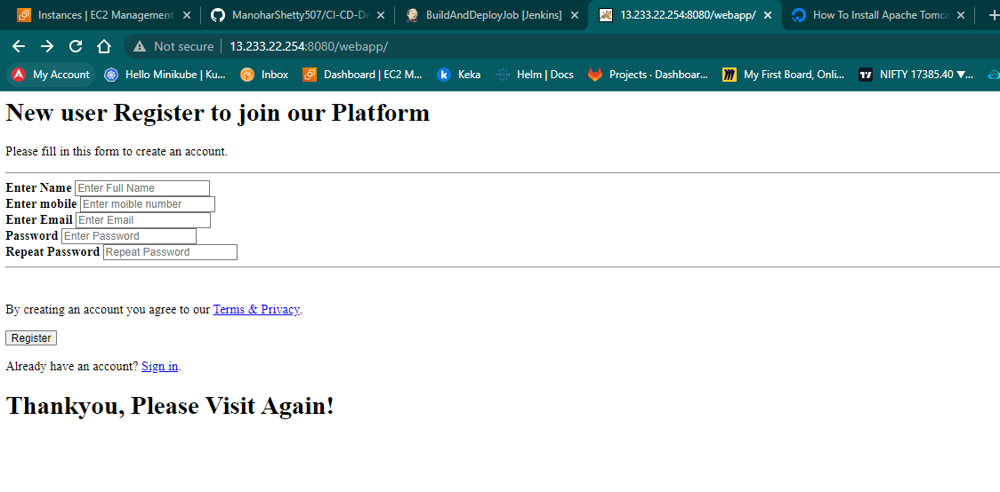 Instances | EC2 Management
ManoharShetty507/CI-CD-De
BuildAndDeployJob [Jenkins]
13.233.22.254:8080/webapp/
How To Install Apache Tomca
Not secure
13.233.22.254:8080/webapp/
My Account
Hello Minikube | Ku...
Inbox
Dashboard | EC2 M...
Keka
Helm | Docs
Projects · Dashboar...
My First Board, Onli...
NIFTY 17385.40 ▼...
New user Register to join our Platform
Please fill in this form to create an account.
Enter Name Enter Full Name
Enter mobile Enter moible number
Enter Email Enter Email
Password Enter Password
Repeat Password Repeat Password
By creating an account you agree to our Terms & Privacy.
Register
Already have an account? Sign in.
Thankyou, Please Visit Again!